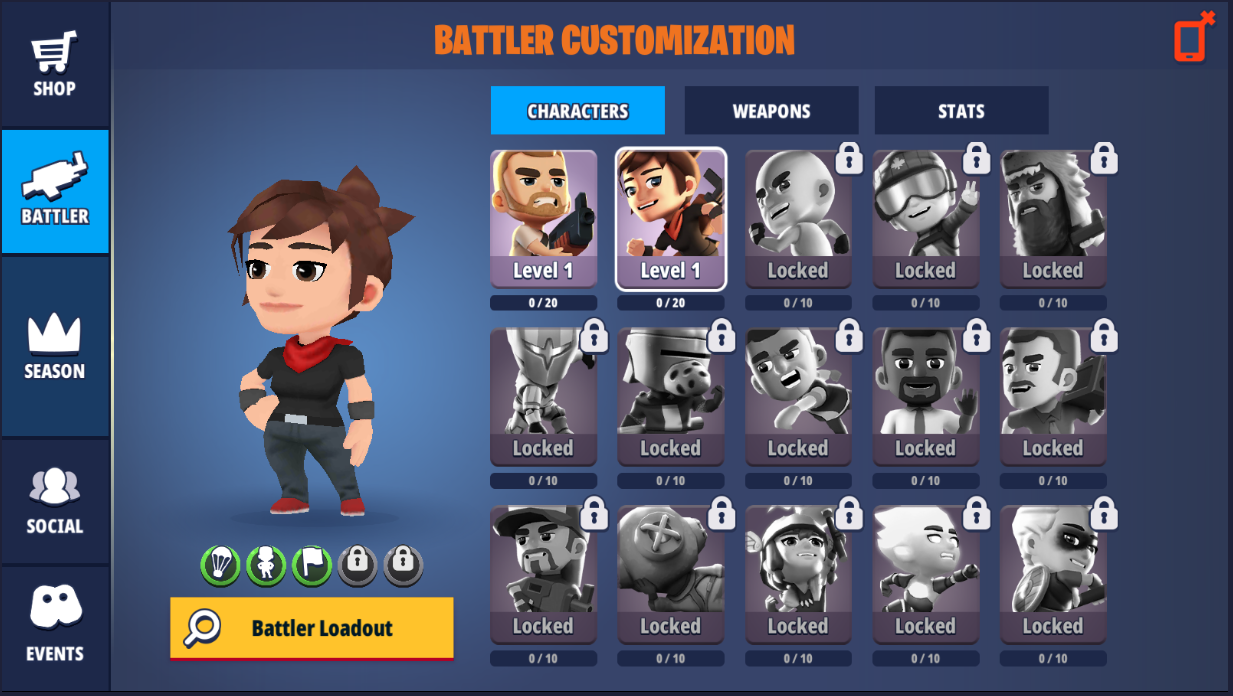 BATTLER CUSTOMIZATION
SHOP
BATTLER
SEASON
SOCIAL
EVENTS
CHARACTERS WEAPONS STATS
Level 1 Level 1 Locked Locked Locked
0 / 20 0 / 20 0 / 10 0 / 10 0 / 10
Locked Locked Locked Locked Locked
0 / 10 0 / 10 0 / 10 0 / 10 0 / 10
Locked Locked Locked Locked Locked
0 / 10 0 / 10 0 / 10 0 / 10 0 / 10
Battler Loadout